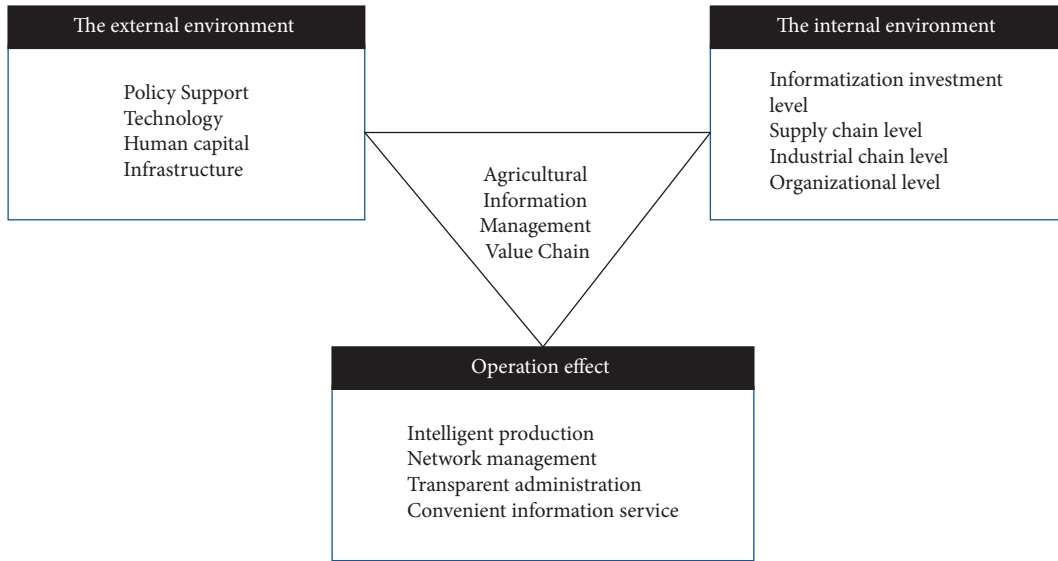 The external environment
Policy Support
Technology
Human capital
Infrastructure
The internal environment
Informatization investment
level
Supply chain level
Industrial chain level
Organizational level
Agricultural
Information
Management
Value Chain
Operation effect
Intelligent production
Network management
Transparent administration
Convenient information service